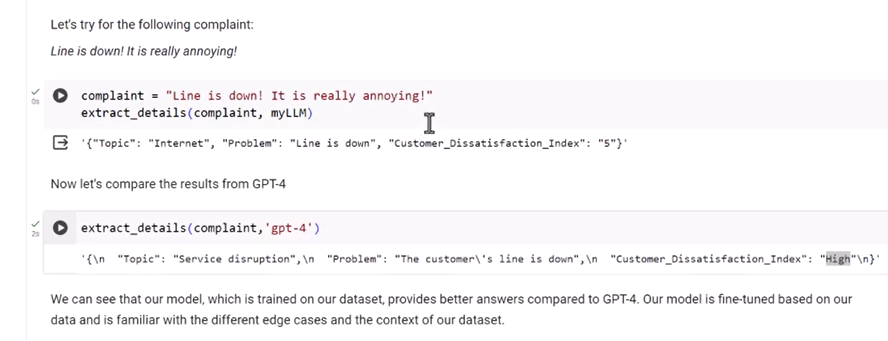 Let's try for the following complaint:
Line is down! It is really annoying!
0s
complaint = "Line is down! It is really annoying!"
extract_details(complaint, myLLM)
'{"Topic": "Internet", "Problem": "Line is down", "Customer_Dissatisfaction_Index": "5"}'
Now let's compare the results from GPT-4
2s
extract_details(complaint,'gpt-4')
'{\n  "Topic": "Service disruption",\n  "Problem": "The customer\'s line is down",\n  "Customer_Dissatisfaction_Index": "High"\n}'
We can see that our model, which is trained on our dataset, provides better answers compared to GPT-4. Our model is fine-tuned based on our
data and is familiar with the different edge cases and the context of our dataset.